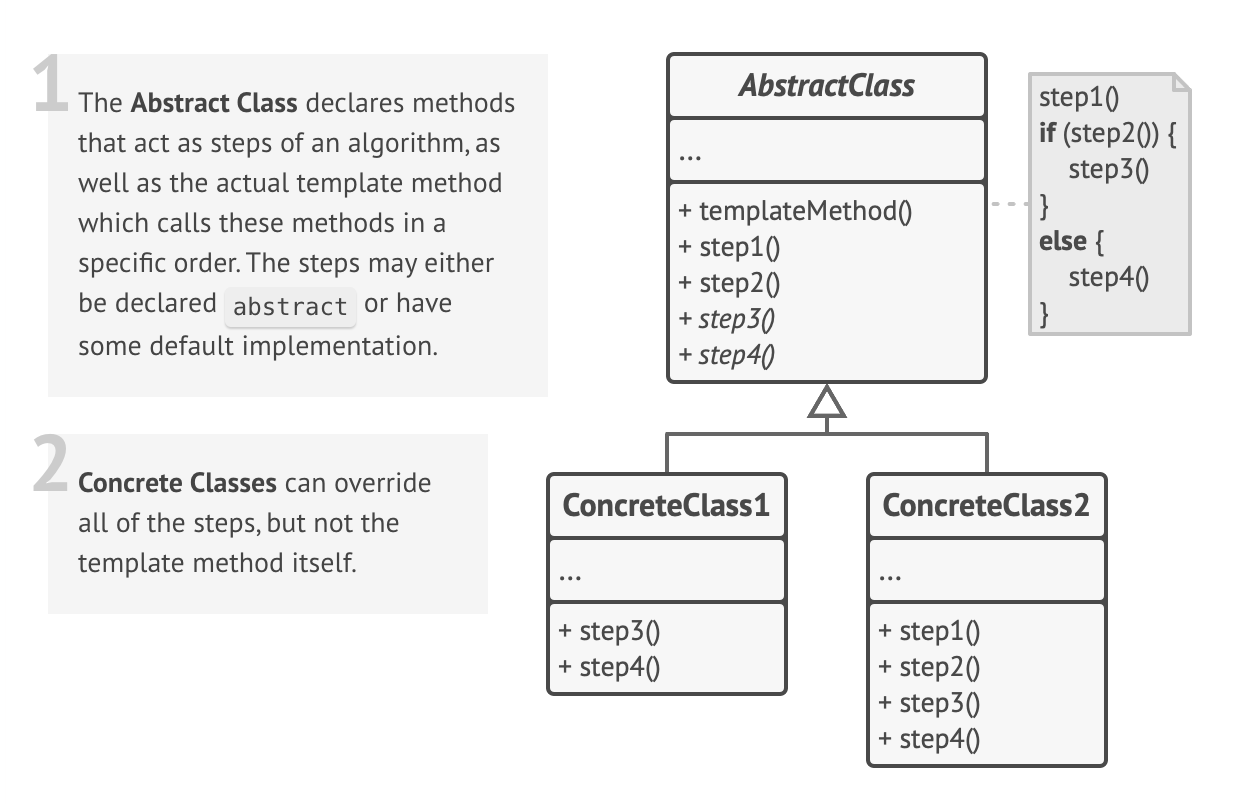 1
The Abstract Class declares methods
that act as steps of an algorithm, as
well as the actual template method
which calls these methods in a
specific order. The steps may either
be declared abstract or have
some default implementation.
AbstractClass
...
+ templateMethod()
+ step1()
+ step2()
+ step3()
+ step4()
step1()
if (step2()) {
step3()
}
else {
step4()
}
2
Concrete Classes can override
all of the steps, but not the
template method itself.
ConcreteClass1
...
+ step3()
+ step4()
ConcreteClass2
...
+ step1()
+ step2()
+ step3()
+ step4()